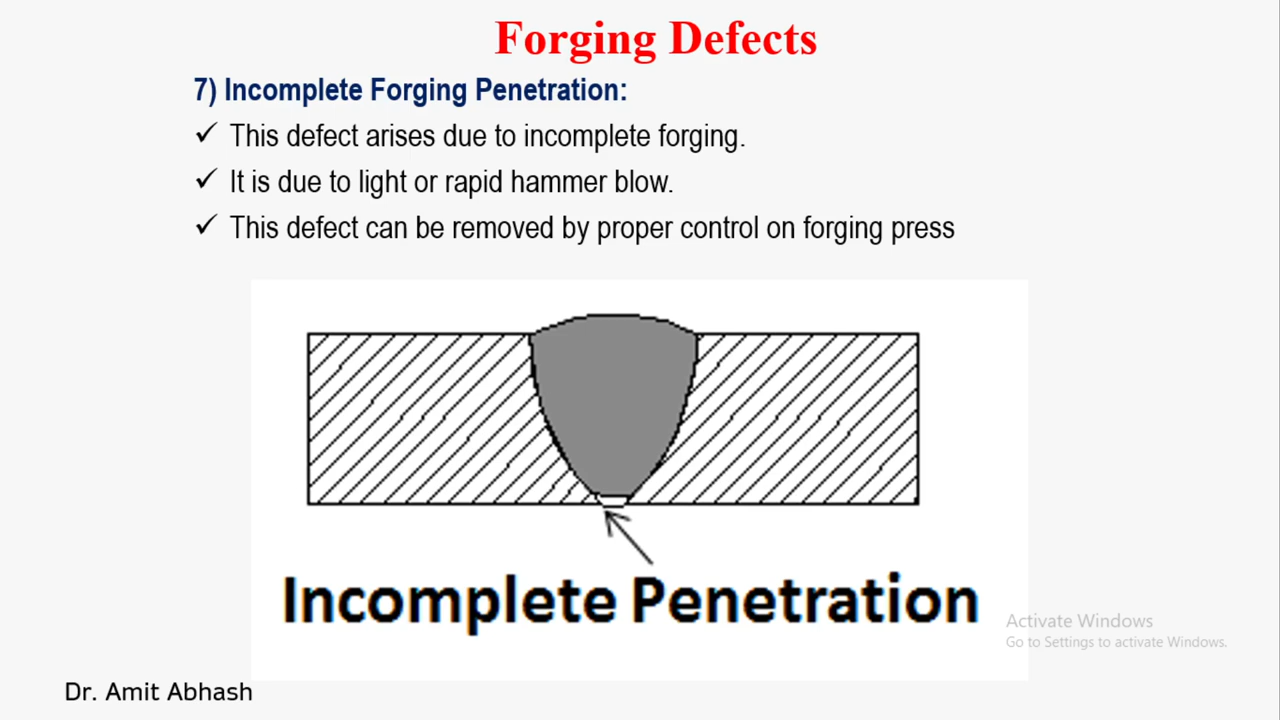 Forging Defects
7) Incomplete Forging Penetration:
✓ This defect arises due to incomplete forging.
✓ It is due to light or rapid hammer blow.
✓ This defect can be removed by proper control on forging press
Incomplete Penetration
Activate Windows
Go to Settings to activate Windows.
Dr. Amit Abhash